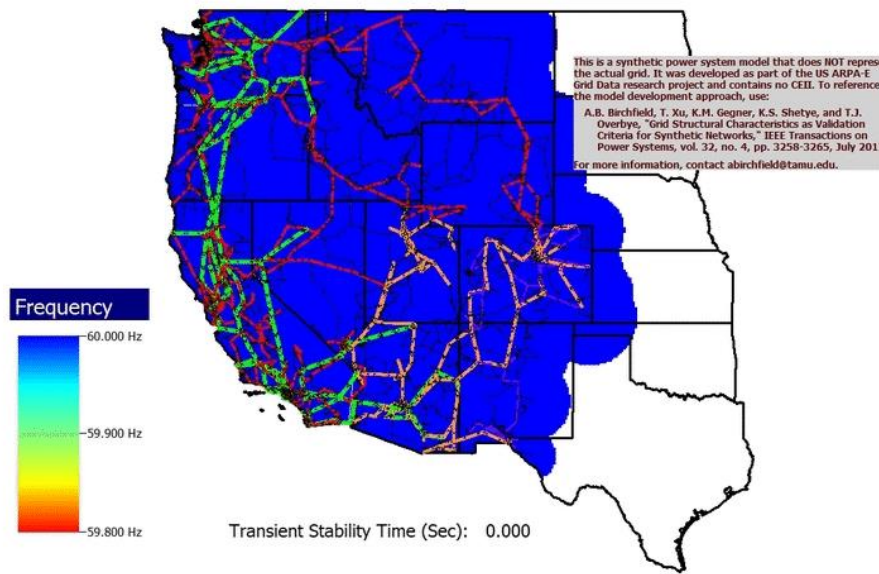 This is a synthetic power system model that does NOT represe
the actual grid. It was developed as part of the US ARPA-E
Grid Data research project and contains no CEII. To reference
the model development approach, use:
A.B. Birchfield, T. Xu, K.M. Gegner, K.S. Shetye, and T.J.
Overbye, "Grid Structural Characteristics as Validation
Criteria for Synthetic Networks," IEEE Transactions on
Power Systems, vol. 32, no. 4, pp. 3258-3265, July 201
For more information, contact abirchfield@tamu.edu.
Frequency
60.000 Hz
59.900 Hz
59.800 Hz
Transient Stability Time (Sec): 0.000